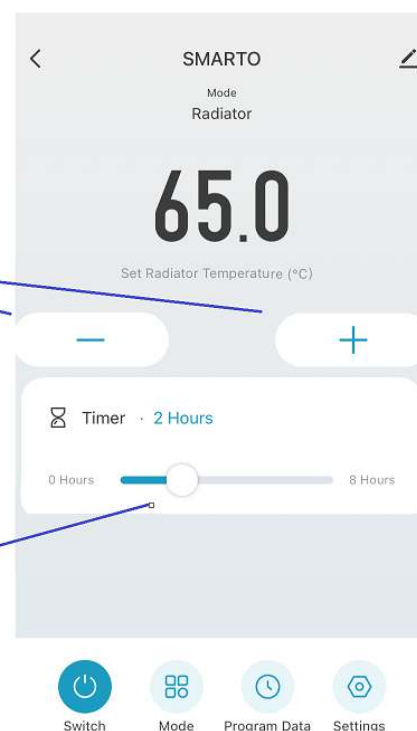 SMARTO
Mode
Radiator
65.0
Set Radiator Temperature (°C)
Timer · 2 Hours
0 Hours 8 Hours
Switch Mode Program Data Settings